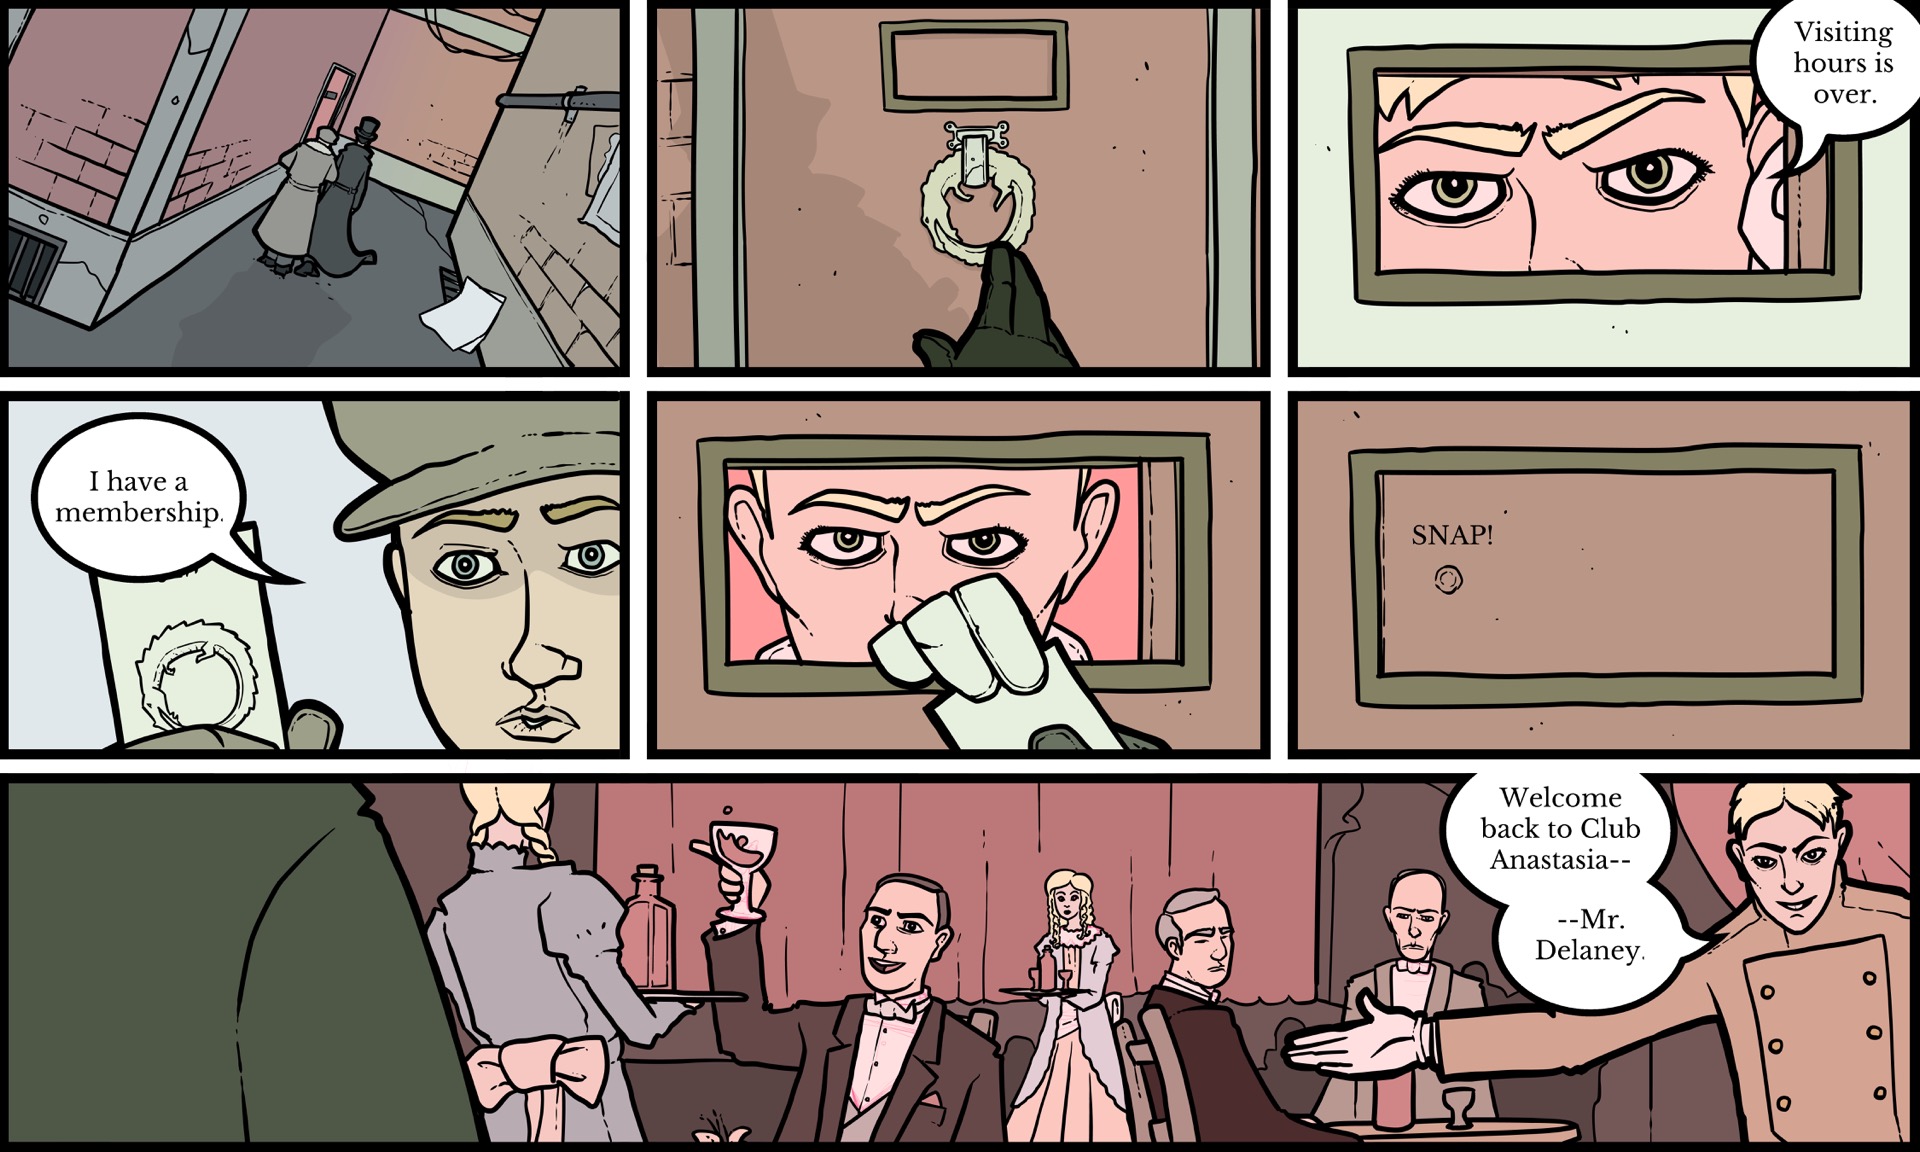 Visiting
hours is
over.
I have a
membership.
SNAP!
Welcome
back to Club
Anastasia--
--Mr.
Delaney.